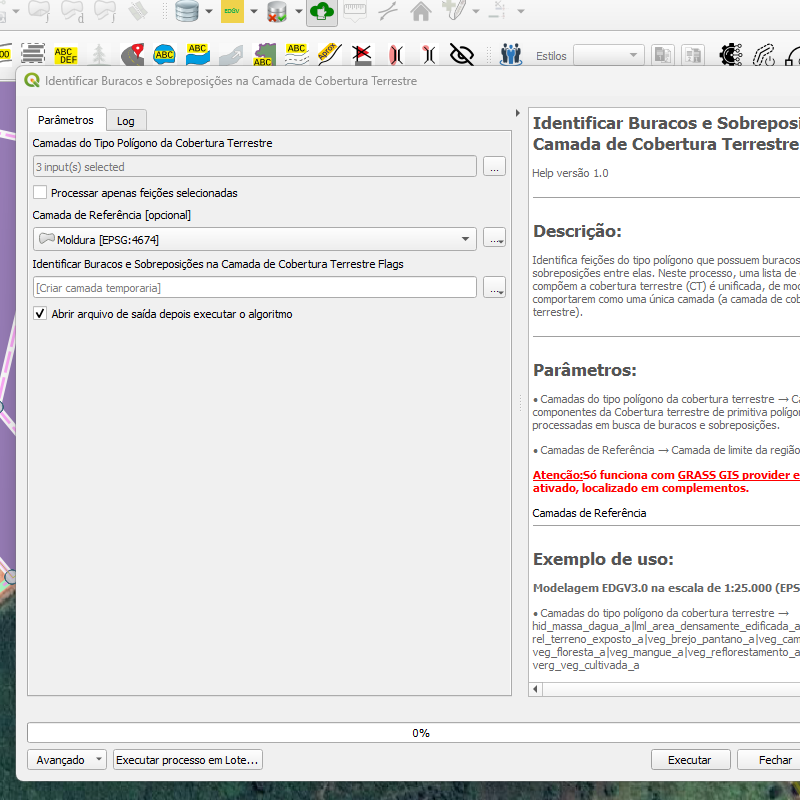 EDGV
ABC
DEF
ABC
ABC
ABC
ABC
Estilos
Identificar Buracos e Sobreposições na Camada de Cobertura Terrestre
Parâmetros
Log
Camadas do Tipo Polígono da Cobertura Terrestre
3 input(s) selected
...
Processar apenas feições selecionadas
Camada de Referência [opcional]
Moldura [EPSG:4674]
...
Identificar Buracos e Sobreposições na Camada de Cobertura Terrestre Flags
[Criar camada temporaria]
...
Abrir arquivo de saída depois executar o algoritmo
Identificar Buracos e Sobreposi
Camada de Cobertura Terrestre
Help versão 1.0
Descrição:
Identifica feições do tipo polígono que possuem buracos
sobreposições entre elas. Neste processo, uma lista de
compõem a cobertura terrestre (CT) é unificada, de mo
comportarem como uma única camada (a camada de cob
terrestre).
Parâmetros:
• Camadas do tipo polígono da cobertura terrestre → Ca
componentes da Cobertura terrestre de primitiva polígon
processadas em busca de buracos e sobreposições.
• Camadas de Referência → Camada de limite da região
Atenção:Só funciona com GRASS GIS provider e
ativado, localizado em complementos.
Camadas de Referência
Exemplo de uso:
Modelagem EDGV3.0 na escala de 1:25.000 (EPS
• Camadas do tipo polígono da cobertura terrestre →
hid_massa_dagua_a|lml_area_densamente_edificada_a
rel_terreno_exposto_a|veg_brejo_pantano_a|veg_cam
veg_floresta_a|veg_mangue_a|veg_reflorestamento_a
verg_veg_cultivada_a
0%
Avançado
Executar processo em Lote...
Executar
Fechar